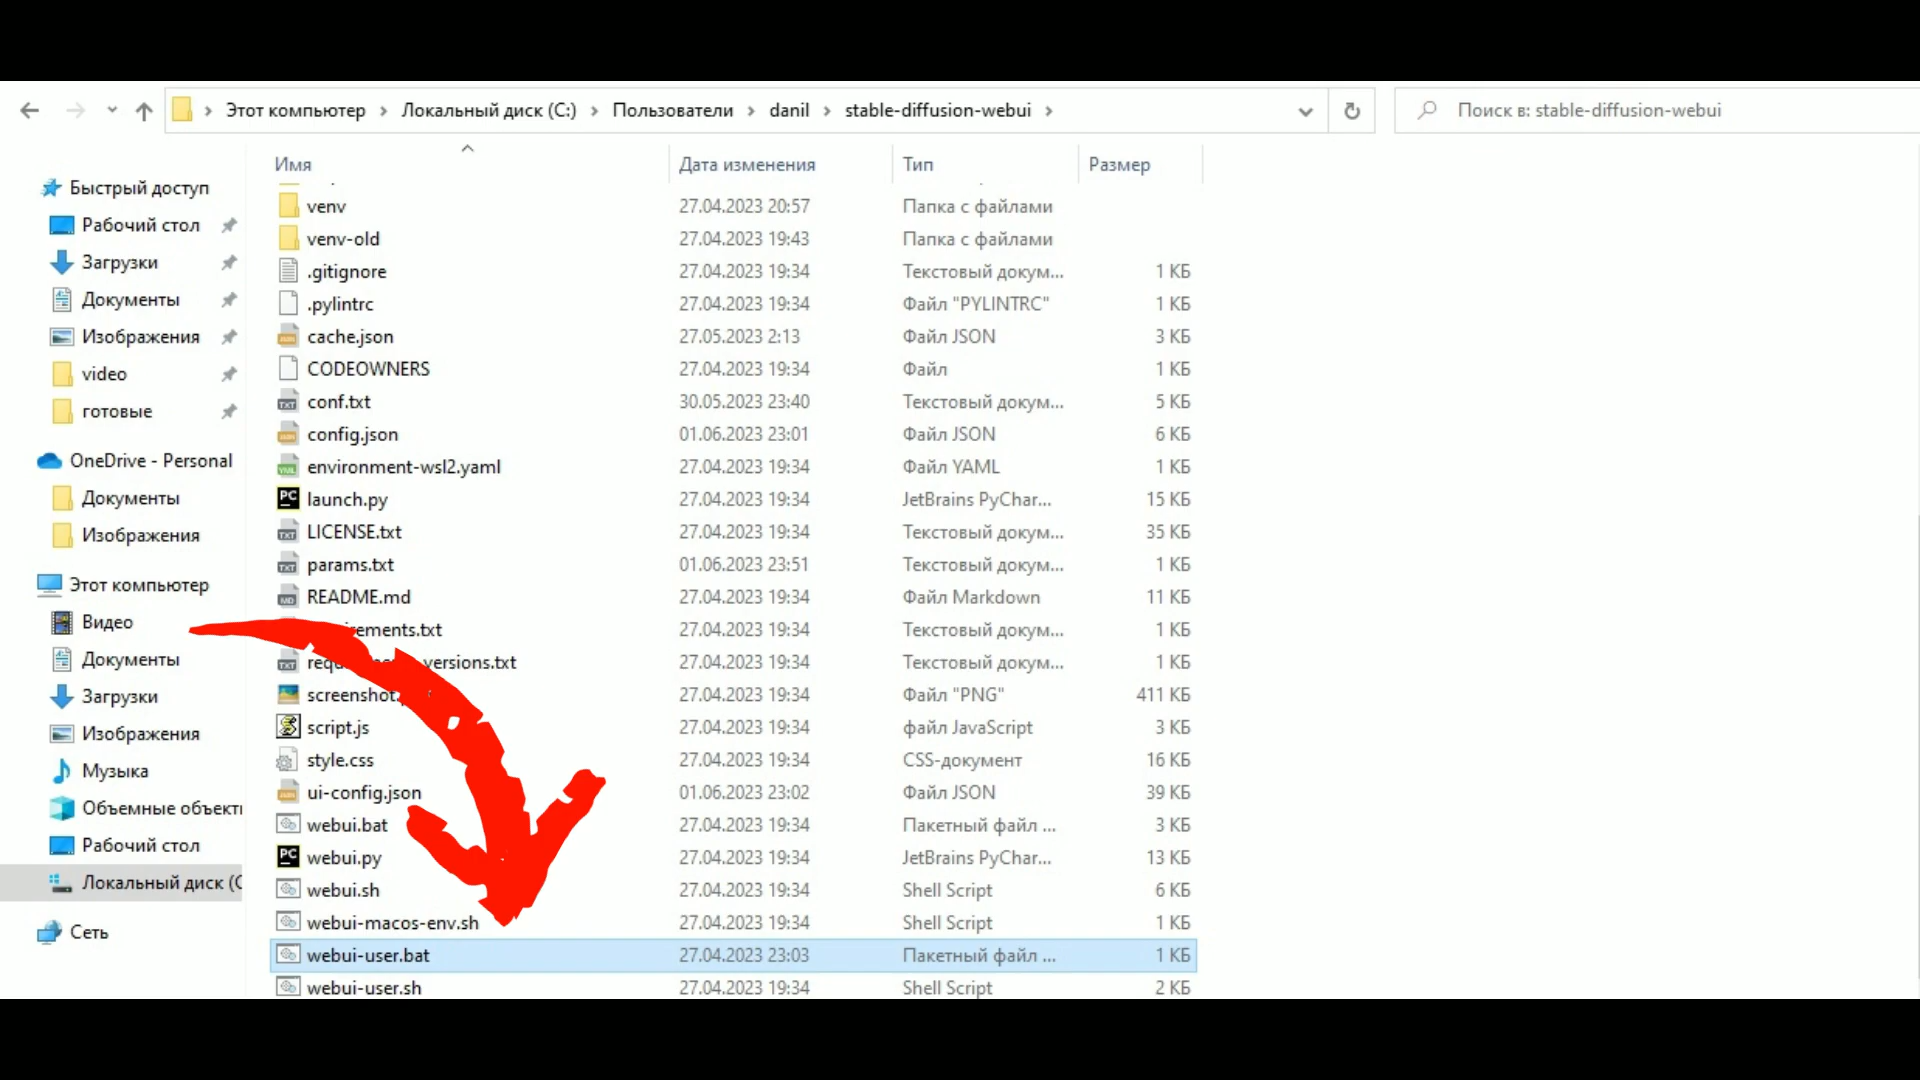 Этот компьютер › Локальный диск (C:) › Пользователи › danil › stable-diffusion-webui ›
Поиск в: stable-diffusion-webui
Быстрый доступ
Рабочий стол
Загрузки
Документы
Изображения
video
готовые
OneDrive - Personal
Документы
Изображения
Этот компьютер
Видео
Документы
Загрузки
Изображения
Музыка
Объемные объект
Рабочий стол
Локальный диск (C
Сеть
Имя Дата изменения Тип Размер
venv 27.04.2023 20:57 Папка с файлами
venv-old 27.04.2023 19:43 Папка с файлами
.gitignore 27.04.2023 19:34 Текстовый докум... 1 КБ
.pylintrc 27.04.2023 19:34 Файл "PYLINTRC" 1 КБ
cache.json 27.05.2023 2:13 Файл JSON 3 КБ
CODEOWNERS 27.04.2023 19:34 Файл 1 КБ
conf.txt 30.05.2023 23:40 Текстовый докум... 5 КБ
config.json 01.06.2023 23:01 Файл JSON 6 КБ
environment-wsl2.yaml 27.04.2023 19:34 Файл YAML 1 КБ
launch.py 27.04.2023 19:34 JetBrains PyChar... 15 КБ
LICENSE.txt 27.04.2023 19:34 Текстовый докум... 35 КБ
params.txt 01.06.2023 23:51 Текстовый докум... 1 КБ
README.md 27.04.2023 19:34 Файл Markdown 11 КБ
27.04.2023 19:34 Текстовый докум... 1 КБ
27.04.2023 19:34 Текстовый докум... 1 КБ
screenshot. 27.04.2023 19:34 Файл "PNG" 411 КБ
script.js 27.04.2023 19:34 файл JavaScript 3 КБ
style.css 27.04.2023 19:34 CSS-документ 16 КБ
ui-config.json 01.06.2023 23:02 Файл JSON 39 КБ
webui.bat 27.04.2023 19:34 Пакетный файл ... 3 КБ
webui.py 27.04.2023 19:34 JetBrains PyChar... 13 КБ
webui.sh 27.04.2023 19:34 Shell Script 6 КБ
webui-macos-env.sh 27.04.2023 19:34 Shell Script 1 КБ
webui-user.bat 27.04.2023 23:03 Пакетный файл ... 1 КБ
webui-user.sh 27.04.2023 19:34 Shell Script 2 КБ